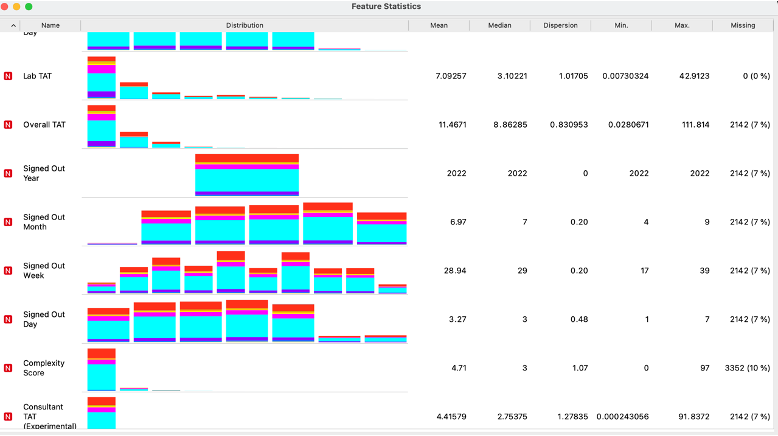 Feature Statistics
Name Distribution Mean Median Dispersion Min. Max. Missing
Day
N Lab TAT 7.09257 3.10221 1.01705 0.00730324 42.9123 0 (0 %)
N Overall TAT 11.4671 8.86285 0.830953 0.0280671 111.814 2142 (7 %)
N Signed Out Year 2022 2022 0 2022 2022 2142 (7 %)
N Signed Out Month 6.97 7 0.20 4 9 2142 (7 %)
N Signed Out Week 28.94 29 0.20 17 39 2142 (7 %)
N Signed Out Day 3.27 3 0.48 1 7 2142 (7 %)
N Complexity Score 4.71 3 1.07 0 97 3352 (10 %)
N Consultant TAT (Experimental) 4.41579 2.75375 1.27835 0.000243056 91.8372 2142 (7 %)